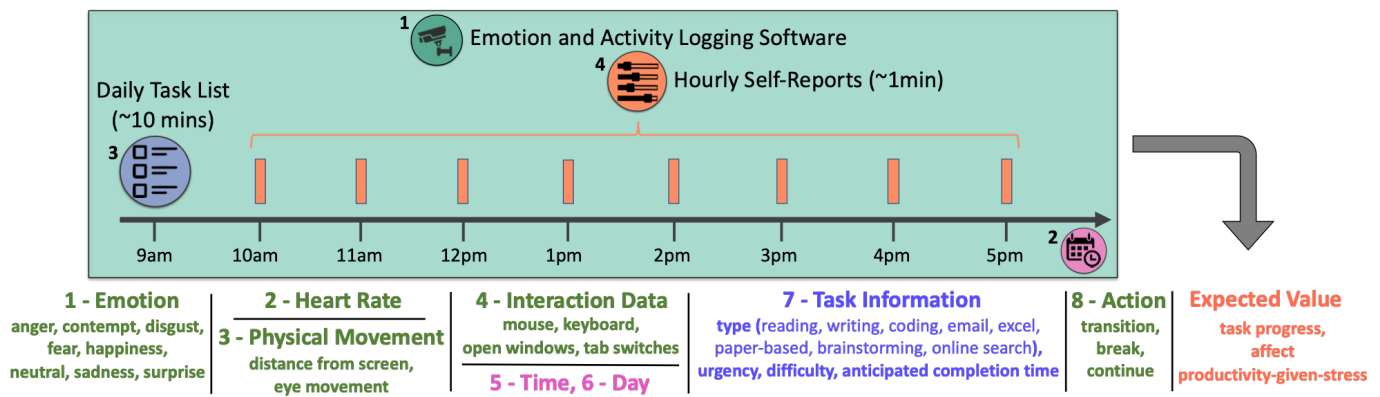 1
Emotion and Activity Logging Software
4
Hourly Self-Reports (~1min)
Daily Task List
(~10 mins)
3
2
9am
10am
11am
12pm
1pm
2pm
3pm
4pm
5pm
1 - Emotion
anger, contempt, disgust,
fear, happiness,
neutral, sadness, surprise
2 - Heart Rate
3 - Physical Movement
distance from screen,
eye movement
4 - Interaction Data
mouse, keyboard,
open windows, tab switches
5 - Time, 6 - Day
7 - Task Information
type (reading, writing, coding, email, excel,
paper-based, brainstorming, online search),
urgency, difficulty, anticipated completion time
8 - Action
transition,
break,
continue
Expected Value
task progress,
affect
productivity-given-stress